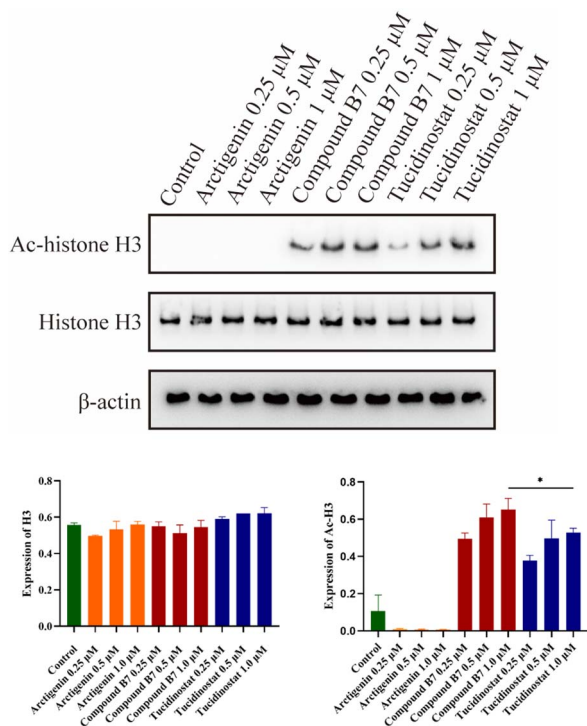 Control
Arctigenin 0.25 μM
Arctigenin 0.5 μM
Arctigenin 1 μM
Compound B7 0.25 μM
Compound B7 0.5 μM
Compound B7 1 μM
Tucidinostat 0.25 μM
Tucidinostat 0.5 μM
Tucidinostat 1 μM
Ac-histone H3
Histone H3
β-actin
Expression of H3
0.8
0.6
0.4
0.2
0.0
Control
Arctigenin 0.25 μM
Arctigenin 0.5 μM
Arctigenin 1.0 μM
Compound B7 0.25 μM
Compound B7 0.5 μM
Compound B7 1.0 μM
Tucidinostat 0.25 μM
Tucidinostat 0.5 μM
Tucidinostat 1.0 μM
Expression of Ac-H3
0.8
0.6
0.4
0.2
0.0
*
Control
Arctigenin 0.25 μM
Arctigenin 0.5 μM
Arctigenin 1.0 μM
Compound B7 0.25 μM
Compound B7 0.5 μM
Compound B7 1.0 μM
Tucidinostat 0.25 μM
Tucidinostat 0.5 μM
Tucidinostat 1.0 μM